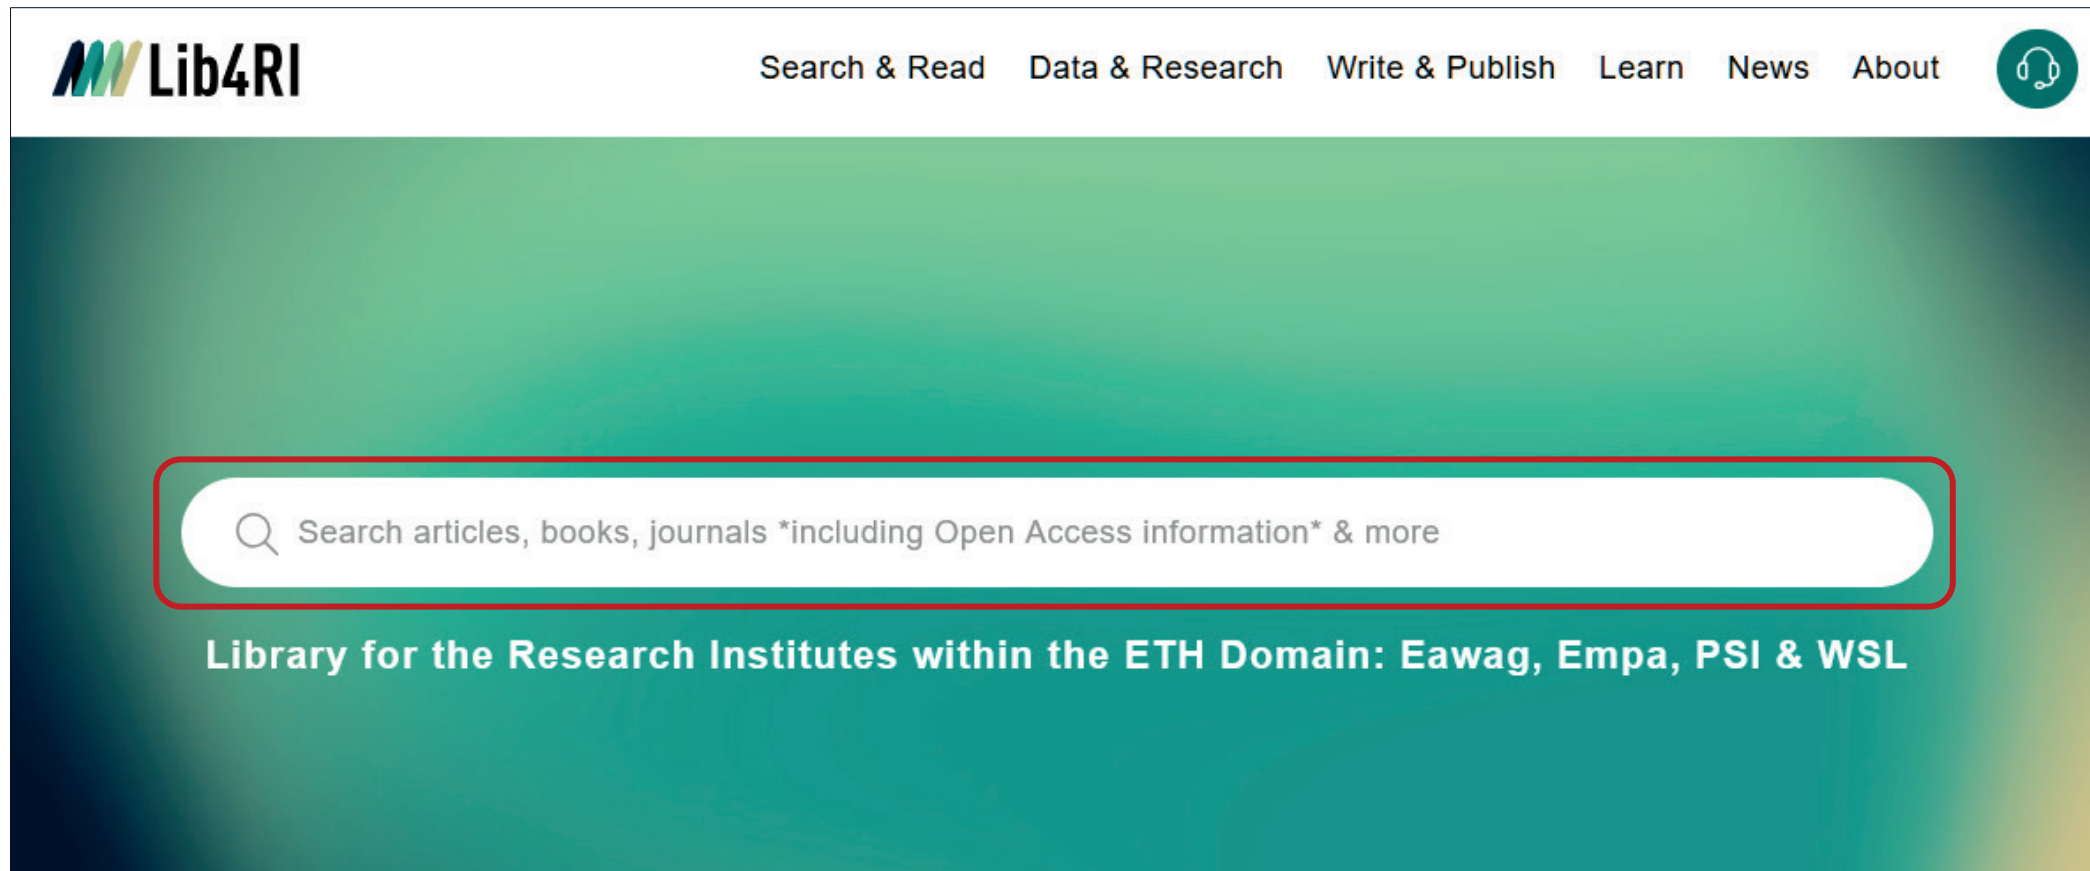 Lib4RI
Search & Read Data & Research Write & Publish Learn News About
Search articles, books, journals *including Open Access information* & more
Library for the Research Institutes within the ETH Domain: Eawag, Empa, PSI & WSL